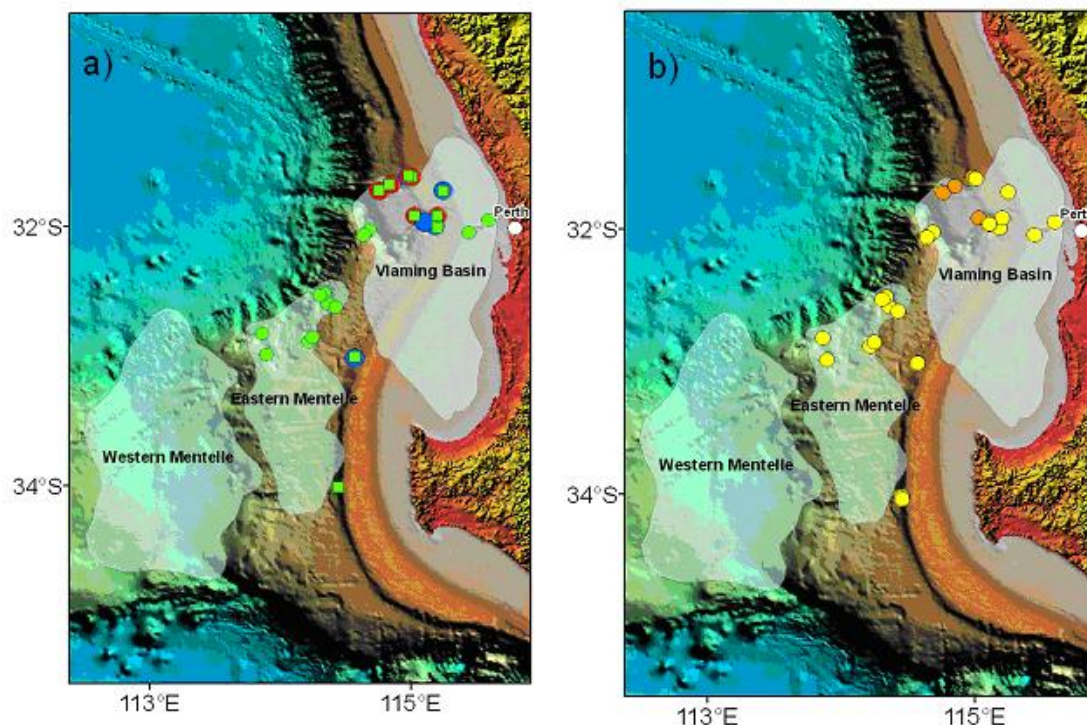 a)
32°S
34°S
113°E
115°E
Perth
Vlaming Basin
Eastern Mentelle
Western Mentelle
b)
32°S
34°S
113°E
115°E
Pert
Vlaming Basin
Eastern Mentelle
Western Mentelle